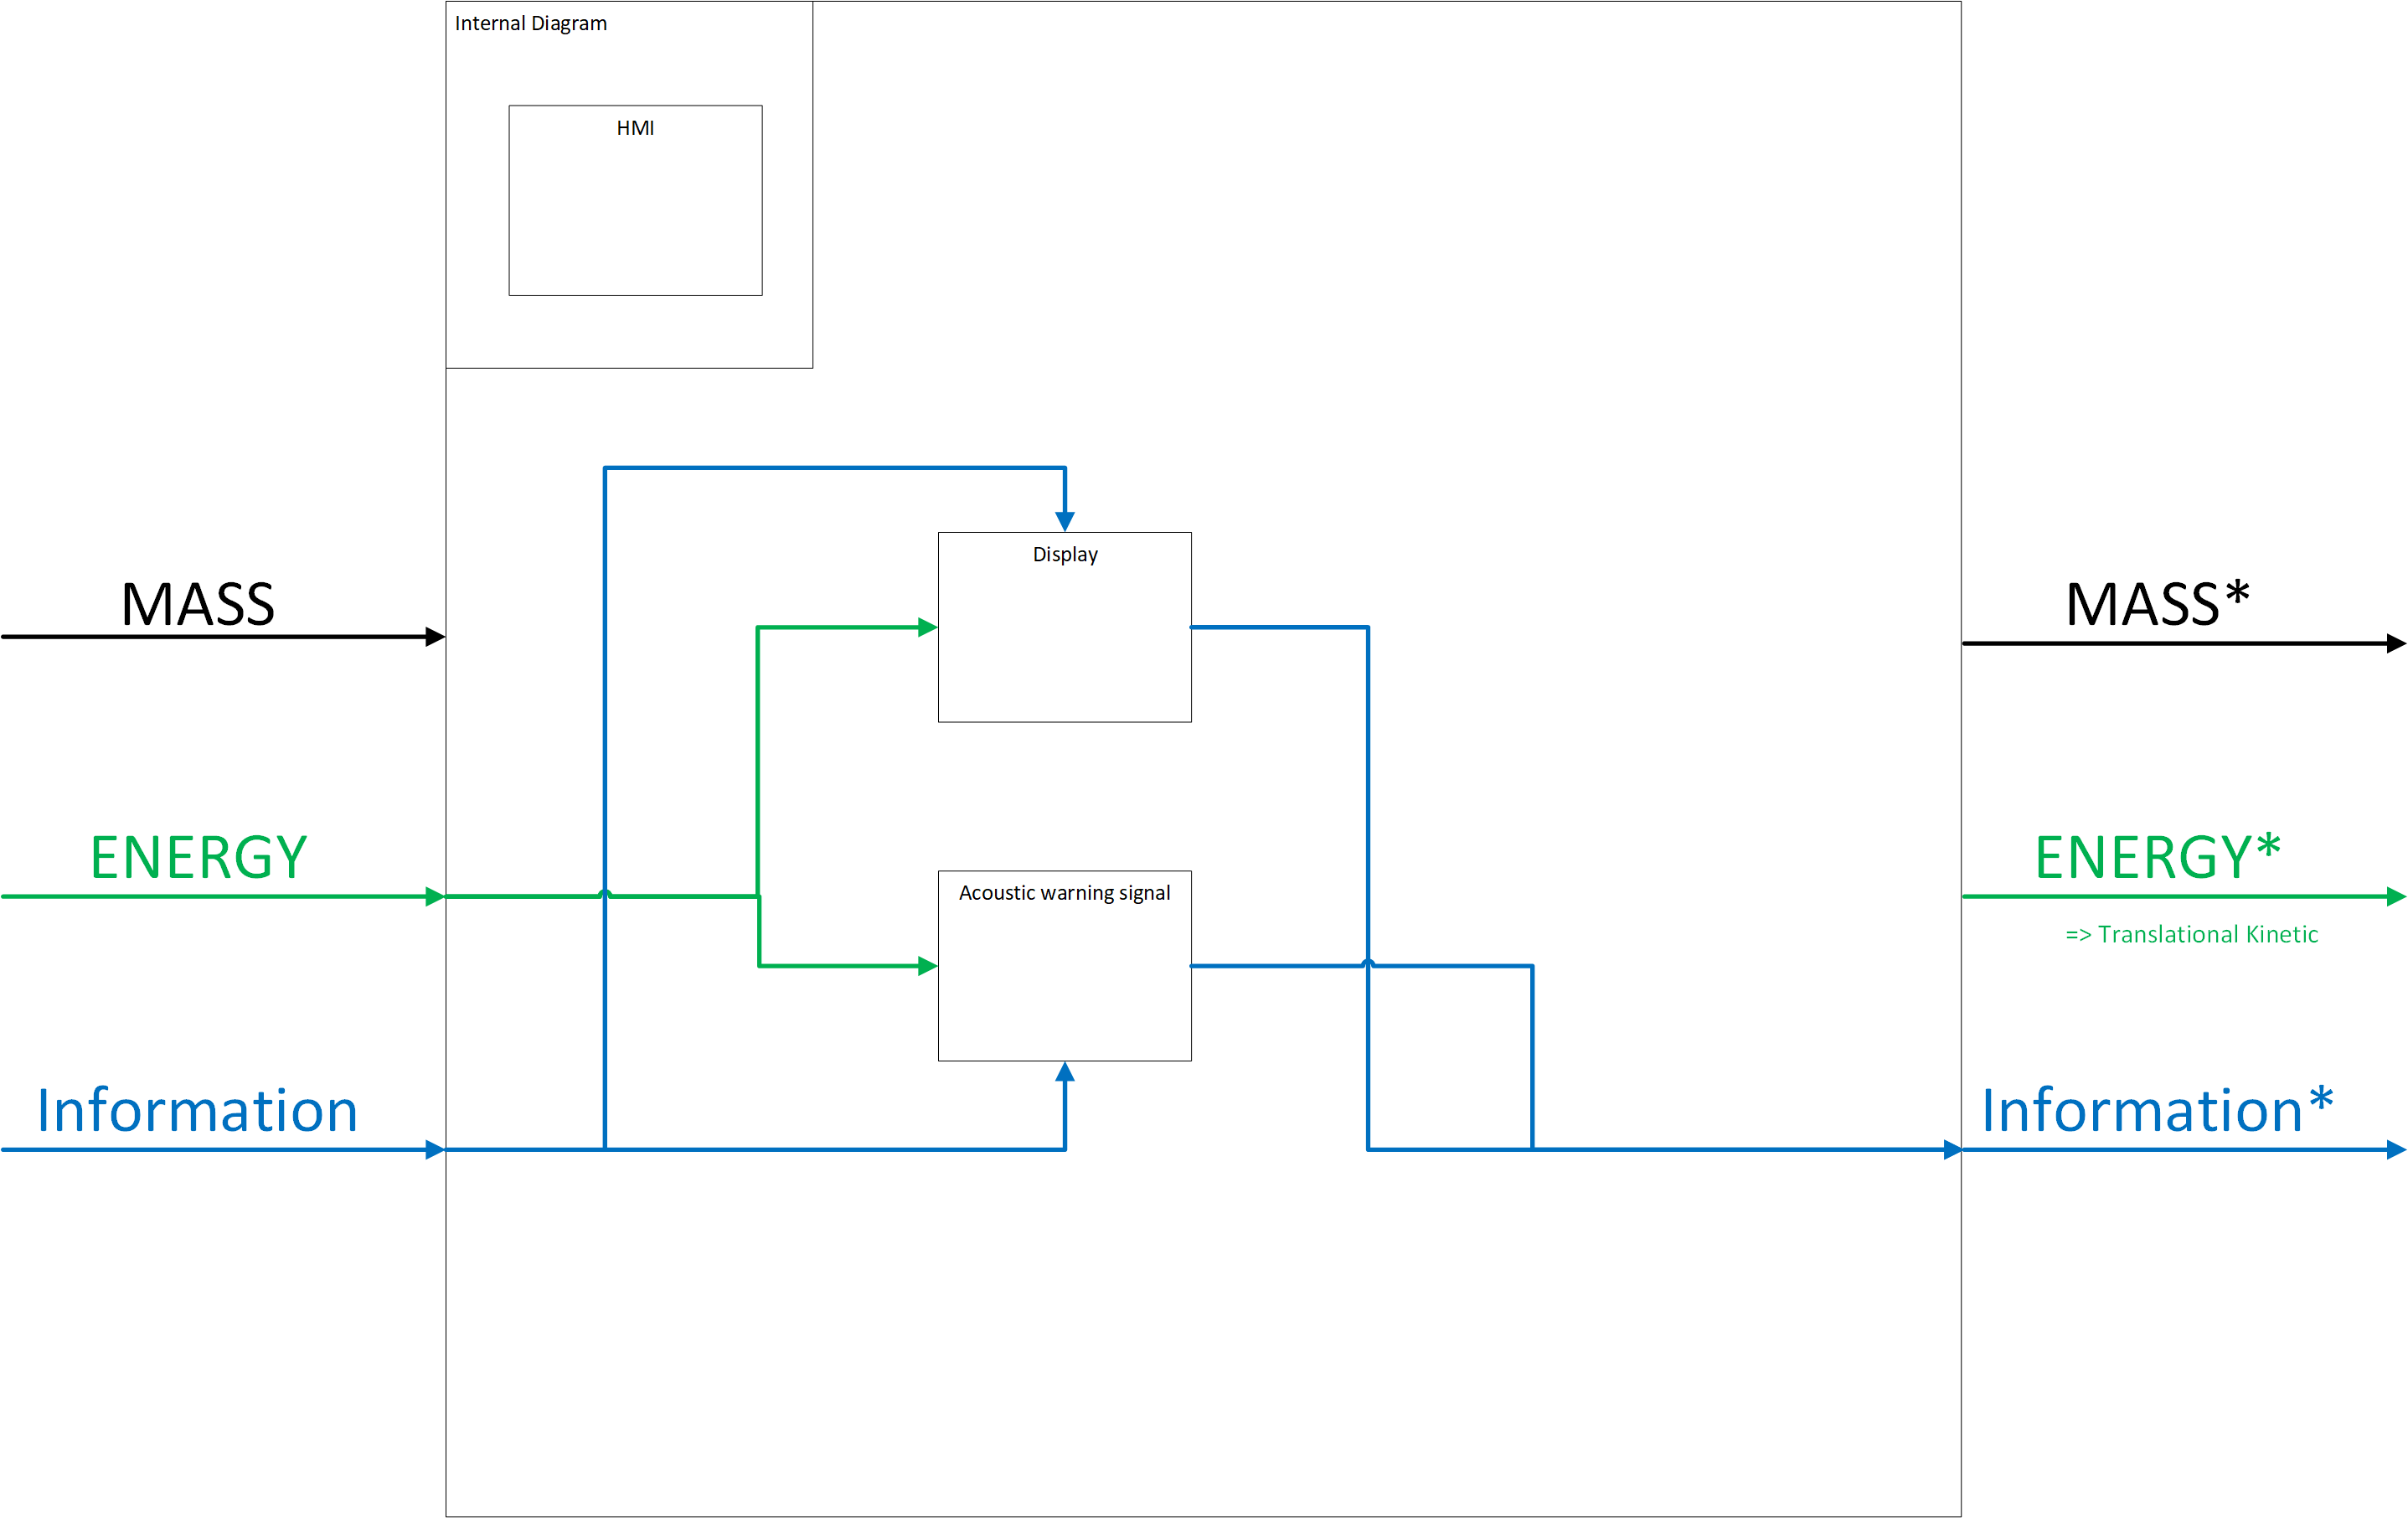 Internal Diagram
HMI
Display
MASS
MASS*
ENERGY
Acoustic warning signal
ENERGY*
=> Translational Kinetic
Information
Information*